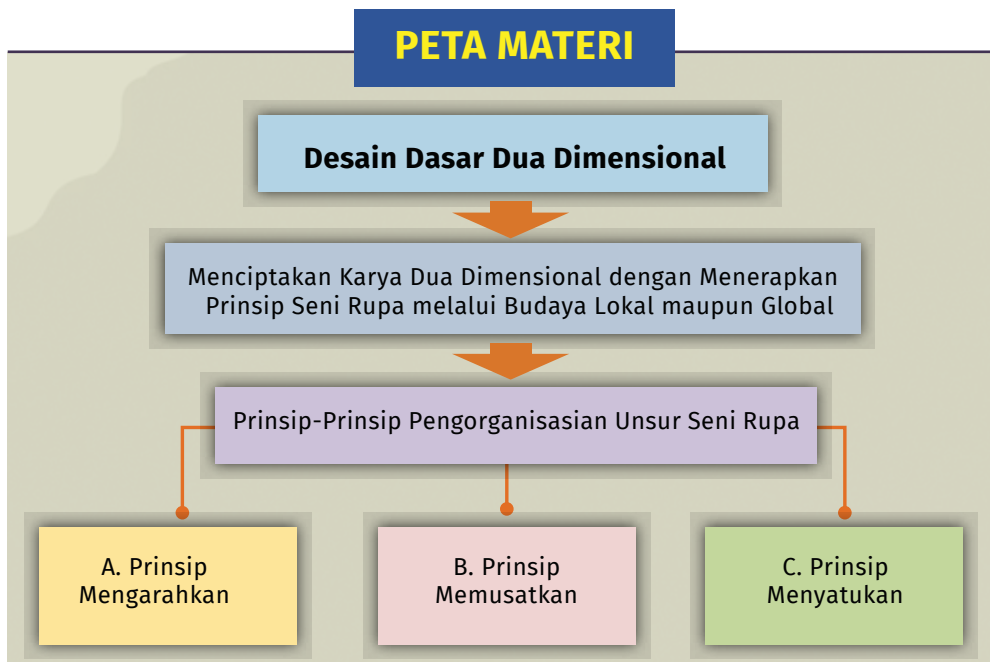 PETA MATERI
Desain Dasar Dua Dimensional
Menciptakan Karya Dua Dimensional dengan Menerapkan
Prinsip Seni Rupa melalui Budaya Lokal maupun Global
Prinsip-Prinsip Pengorganisasian Unsur Seni Rupa
A. Prinsip
Mengarahkan
B. Prinsip
Memusatkan
C. Prinsip
Menyatukan